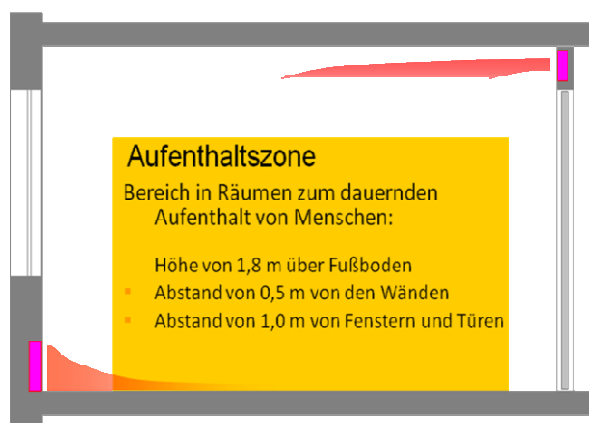 Aufenthaltszone
Bereich in Räumen zum dauernden
Aufenthalt von Menschen:
Höhe von 1,8 m über Fußboden
Abstand von 0,5 m von den Wänden
Abstand von 1,0 m von Fenstern und Türen